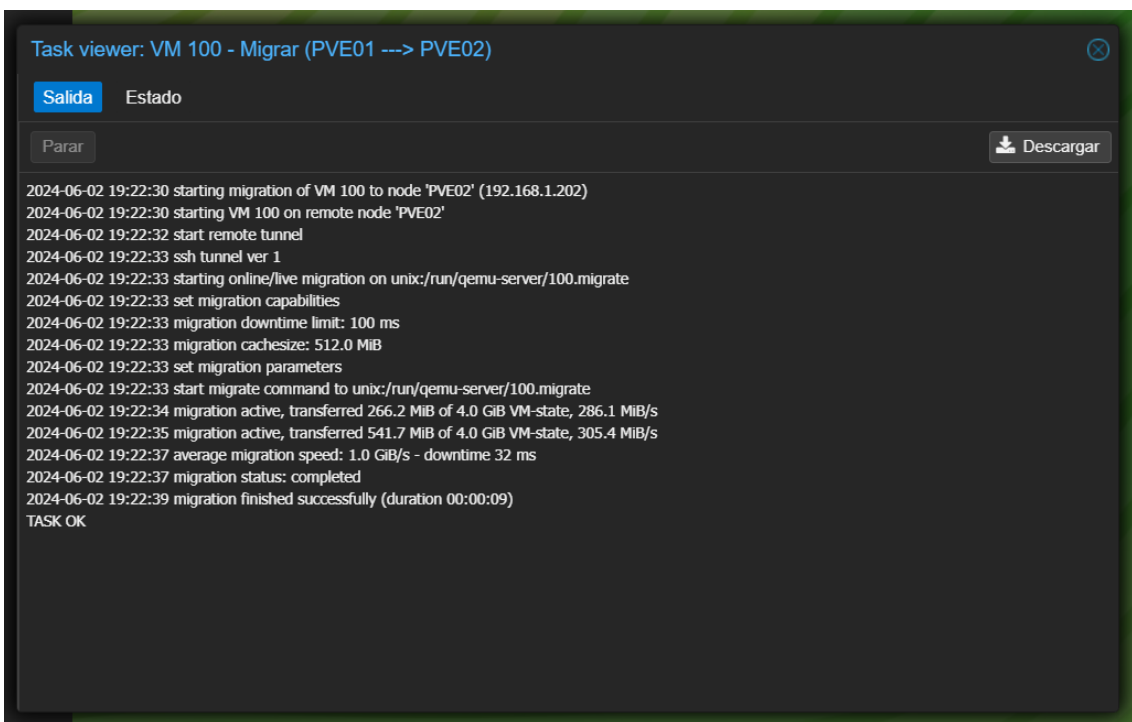 Task viewer: VM 100 - Migrar (PVE01 ---> PVE02)
Salida Estado
Parar Descargar
2024-06-02 19:22:30 starting migration of VM 100 to node 'PVE02' (192.168.1.202)
2024-06-02 19:22:30 starting VM 100 on remote node 'PVE02'
2024-06-02 19:22:32 start remote tunnel
2024-06-02 19:22:33 ssh tunnel ver 1
2024-06-02 19:22:33 starting online/live migration on unix:/run/qemu-server/100.migrate
2024-06-02 19:22:33 set migration capabilities
2024-06-02 19:22:33 migration downtime limit: 100 ms
2024-06-02 19:22:33 migration cachesize: 512.0 MiB
2024-06-02 19:22:33 set migration parameters
2024-06-02 19:22:33 start migrate command to unix:/run/qemu-server/100.migrate
2024-06-02 19:22:34 migration active, transferred 266.2 MiB of 4.0 GiB VM-state, 286.1 MiB/s
2024-06-02 19:22:35 migration active, transferred 541.7 MiB of 4.0 GiB VM-state, 305.4 MiB/s
2024-06-02 19:22:37 average migration speed: 1.0 GiB/s - downtime 32 ms
2024-06-02 19:22:37 migration status: completed
2024-06-02 19:22:39 migration finished successfully (duration 00:00:09)
TASK OK